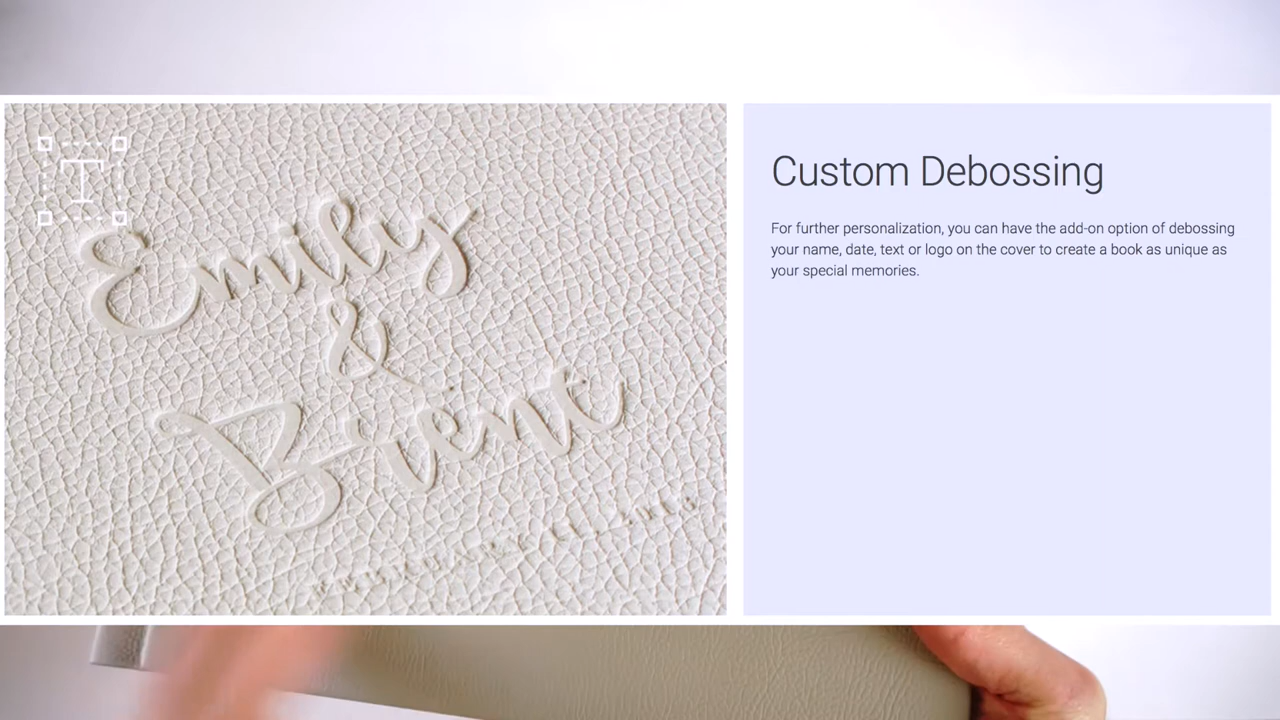 T
Emily
&
Brent
Custom Debossing
For further personalization, you can have the add-on option of debossing
your name, date, text or logo on the cover to create a book as unique as
your special memories.